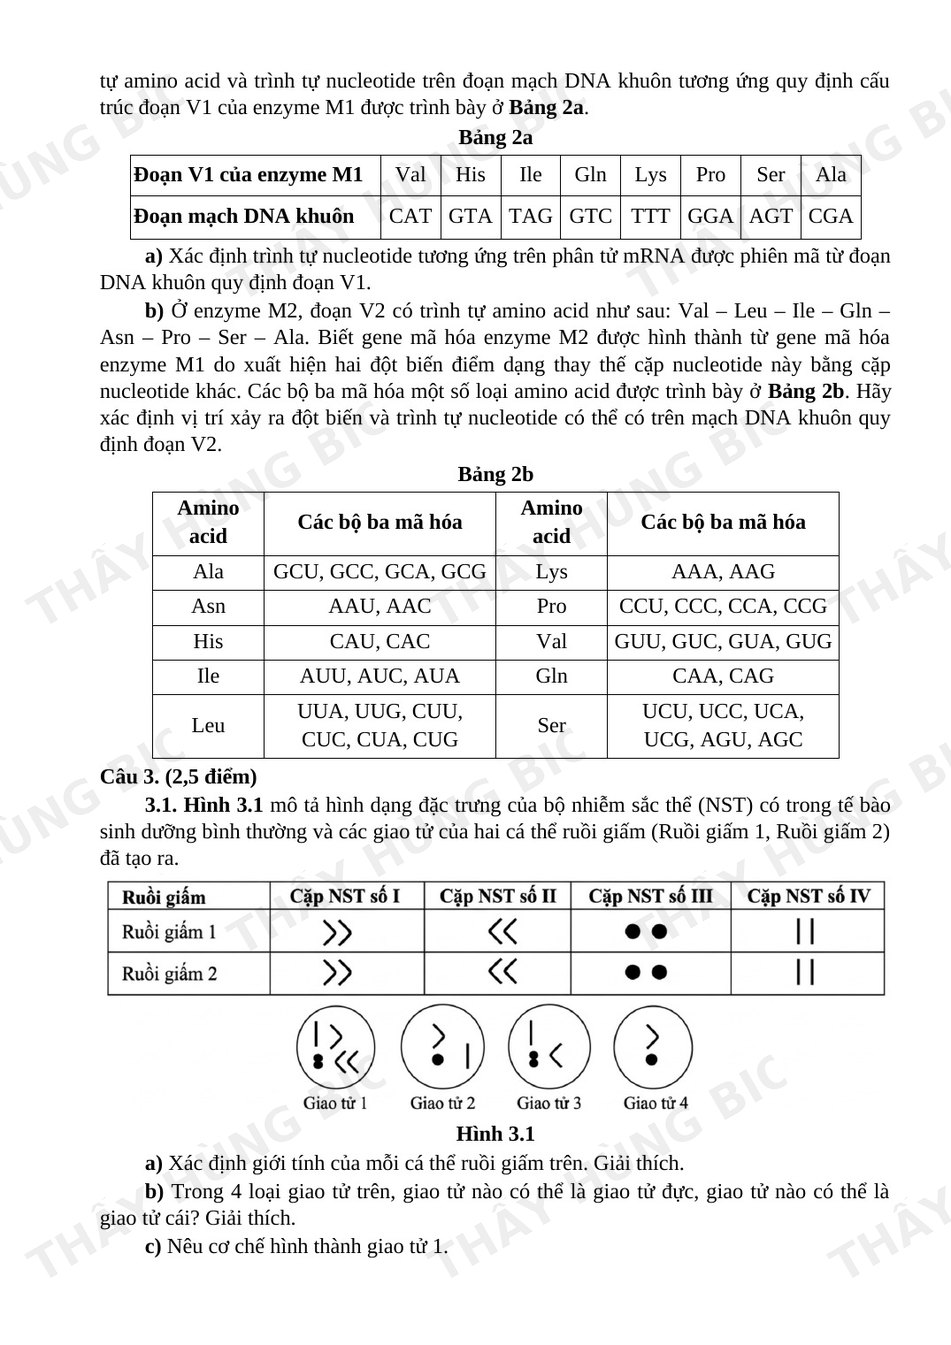 tự amino acid và trình tự nucleotide trên đoạn mạch DNA khuôn tương ứng quy định cấu
trúc đoạn V1 của enzyme M1 được trình bày ở Bảng 2a.
Bảng 2a
Đoạn V1 của enzyme M1 Val His Ile Gln Lys Pro Ser Ala
Đoạn mạch DNA khuôn CAT GTA TAG GTC TTT GGA AGT CGA
a) Xác định trình tự nucleotide tương ứng trên phân tử mRNA được phiên mã từ đoạn
DNA khuôn quy định đoạn V1.
b) Ở enzyme M2, đoạn V2 có trình tự amino acid như sau: Val – Leu – Ile – Gln –
Asn – Pro – Ser – Ala. Biết gene mã hóa enzyme M2 được hình thành từ gene mã hóa
enzyme M1 do xuất hiện hai đột biến điểm dạng thay thế cặp nucleotide này bằng cặp
nucleotide khác. Các bộ ba mã hóa một số loại amino acid được trình bày ở Bảng 2b. Hãy
xác định vị trí xảy ra đột biến và trình tự nucleotide có thể có trên mạch DNA khuôn quy
định đoạn V2.
Bảng 2b
Amino acid Các bộ ba mã hóa Amino acid Các bộ ba mã hóa
Ala GCU, GCC, GCA, GCG Lys AAA, AAG
Asn AAU, AAC Pro CCU, CCC, CCA, CCG
His CAU, CAC Val GUU, GUC, GUA, GUG
Ile AUU, AUC, AUA Gln CAA, CAG
Leu UUA, UUG, CUU, CUC, CUA, CUG Ser UCU, UCC, UCA, UCG, AGU, AGC
Câu 3. (2,5 điểm)
3.1. Hình 3.1 mô tả hình dạng đặc trưng của bộ nhiễm sắc thể (NST) có trong tế bào
sinh dưỡng bình thường và các giao tử của hai cá thể ruồi giấm (Ruồi giấm 1, Ruồi giấm 2)
đã tạo ra.
Ruồi giấm Cặp NST số I Cặp NST số II Cặp NST số III Cặp NST số IV
Ruồi giấm 1
Ruồi giấm 2
Giao tử 1 Giao tử 2 Giao tử 3 Giao tử 4
Hình 3.1
a) Xác định giới tính của mỗi cá thể ruồi giấm trên. Giải thích.
b) Trong 4 loại giao tử trên, giao tử nào có thể là giao tử đực, giao tử nào có thể là
giao tử cái? Giải thích.
c) Nêu cơ chế hình thành giao tử 1.
THẦY HÙNG BIC